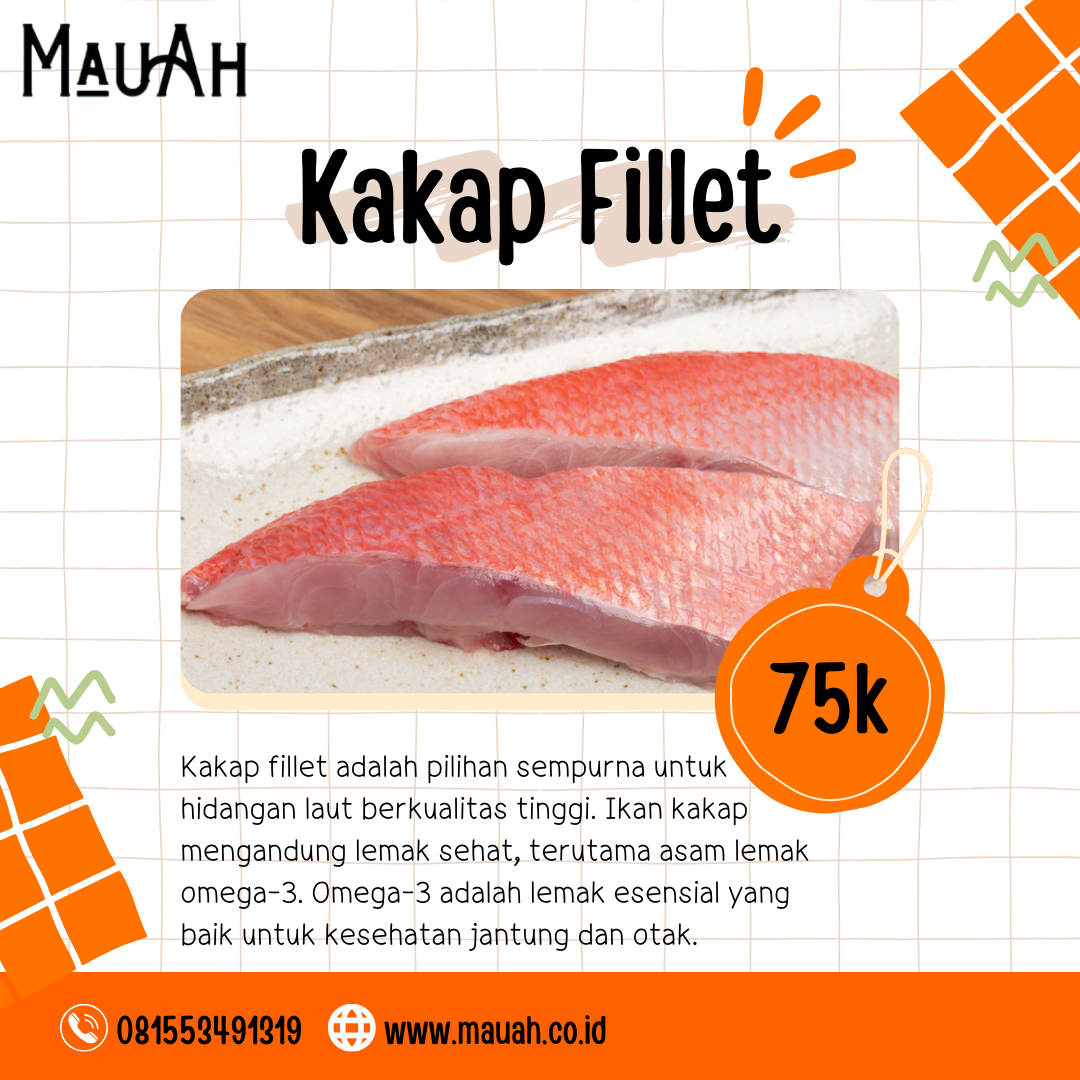 MAUAH
Kakap Fillet
75k
Kakap fillet adalah pilihan sempurna untuk
hidangan laut berkualitas tinggi. Ikan kakap
mengandung lemak sehat, terutama asam lemak
omega-3. Omega-3 adalah lemak esensial yang
baik untuk kesehatan jantung dan otak.
081553491319 www.mauah.co.id